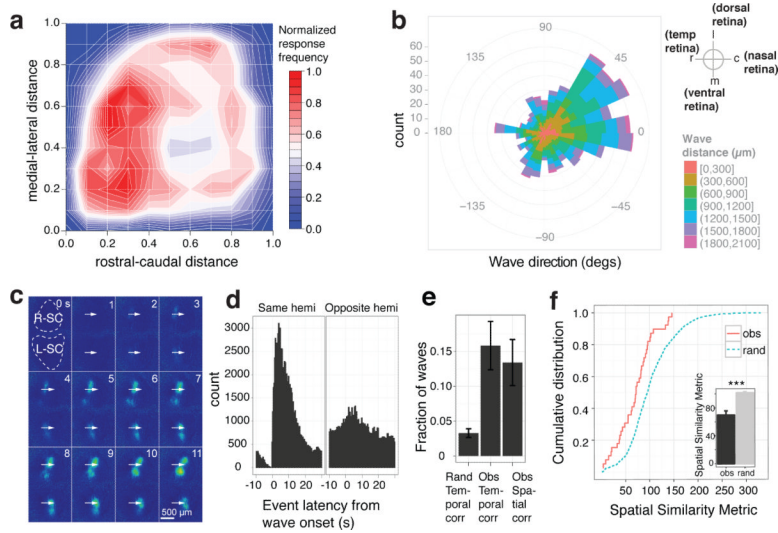 a
Normalized
response
frequency
1.0
0.8
0.6
0.4
0.2
0.0
medial-lateral distance
1.0
0.8
0.6
0.4
0.2
0.0
0.0 0.2 0.4 0.6 0.8 1.0
rostral-caudal distance
b
count
60
50
40
30
20
10
0
180
135
90
45
0
-45
-90
-135
Wave direction (degs)
l
(dorsal
retina)
(temp
retina)
r
c
(nasal
retina)
m
(ventral
retina)
Wave
distance (µm)
[0,300]
(300,600]
(600,900]
(900,1200]
(1200,1500]
(1500,1800]
(1800,2100]
c
0 s 1 2 3
R-SC
L-SC
4 5 6 7
8 9 10 11
500 µm
d
Same hemi Opposite hemi
count
3000
2500
2000
1500
1000
500
0
-10 0 10 20 -10 0 10 20
Event latency from
wave onset (s)
e
Fraction of waves
0.15
0.10
0.05
0.00
Rand Obs Obs
Tem- Tem- Spa-
poral poral tial
corr corr corr
f
Cumulative distribution
1.0
0.8
0.6
0.4
0.2
obs
rand
50 100 150 200 250 300
Spatial Similarity Metric
Spatial Similarity Metric
***
80
40
0
obs rand